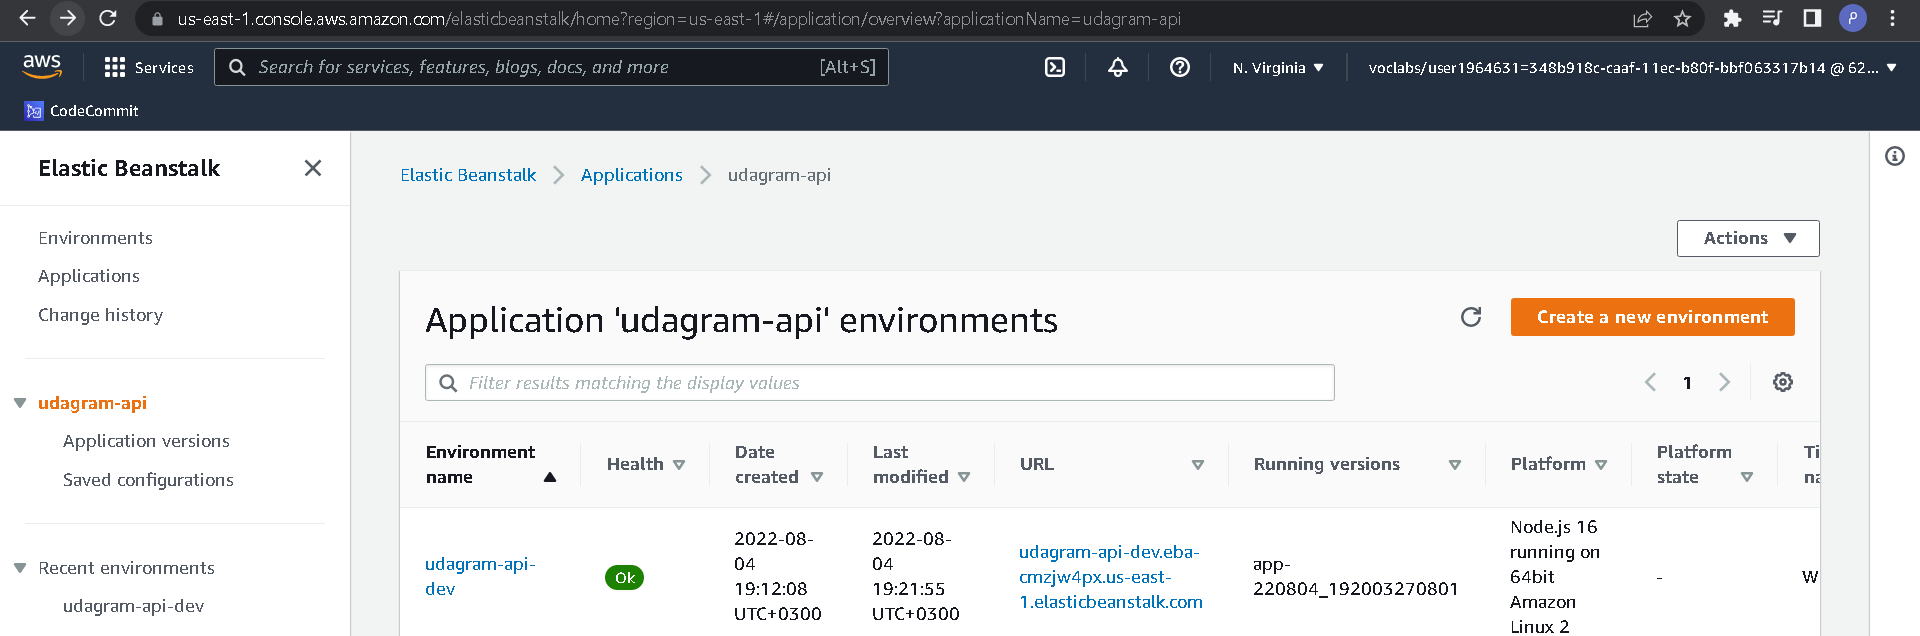 us-east-1.console.aws.amazon.com/elasticbeanstalk/home?region=us-east-1#/application/overview?applicationName=udagram-api
P
aws
Services
Search for services, features, blogs, docs, and more
[Alt+S]
N. Virginia
voclabs/user1964631=348b918c-caaf-11ec-b80f-bbf063317b14 @ 62...
CodeCommit
Elastic Beanstalk
Environments
Applications
Change history
udagram-api
Application versions
Saved configurations
Recent environments
udagram-api-dev
Elastic Beanstalk
Applications
udagram-api
Actions
Application 'udagram-api' environments
Create a new environment
Filter results matching the display values
1
Environment
name
Health
Date
created
Last
modified
URL
Running versions
Platform
Platform
state
Ti
na
udagram-api-
dev
Ok
2022-08-
04
19:12:08
UTC+0300
2022-08-
04
19:21:55
UTC+0300
udagram-api-dev.eba-
cmzjw4px.us-east-
1.elasticbeanstalk.com
app-
220804_192003270801
Node.js 16
running on
64bit
Amazon
Linux 2
-
W